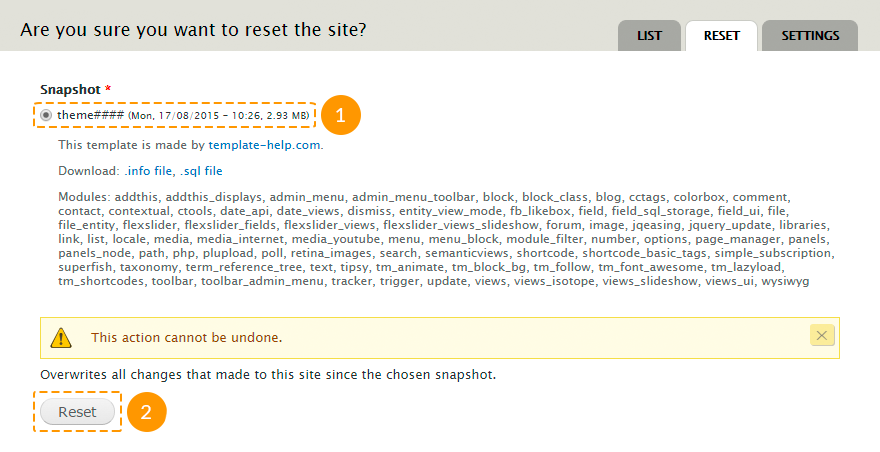 Are you sure you want to reset the site?
LIST
RESET
SETTINGS
Snapshot *
theme#### (Mon, 17/08/2015 - 10:26, 2.93 MB)
1
This template is made by template-help.com.
Download: .info file, .sql file
Modules: addthis, addthis_displays, admin_menu, admin_menu_toolbar, block, block_class, blog, cctags, colorbox, comment,
contact, contextual, ctools, date_api, date_views, dismiss, entity_view_mode, fb_likebox, field, field_sql_storage, field_ui, file,
file_entity, flexslider, flexslider_fields, flexslider_views, flexslider_views_slideshow, forum, image, jqeasing, jquery_update, libraries,
link, list, locale, media, media_internet, media_youtube, menu, menu_block, module_filter, number, options, page_manager, panels,
panels_node, path, php, plupload, poll, retina_images, search, semanticviews, shortcode, shortcode_basic_tags, simple_subscription,
superfish, taxonomy, term_reference_tree, text, tipsy, tm_animate, tm_block_bg, tm_follow, tm_font_awesome, tm_lazyload,
tm_shortcodes, toolbar, toolbar_admin_menu, tracker, trigger, update, views, views_isotope, views_slideshow, views_ui, wysiwyg
This action cannot be undone.
Overwrites all changes that made to this site since the chosen snapshot.
Reset
2